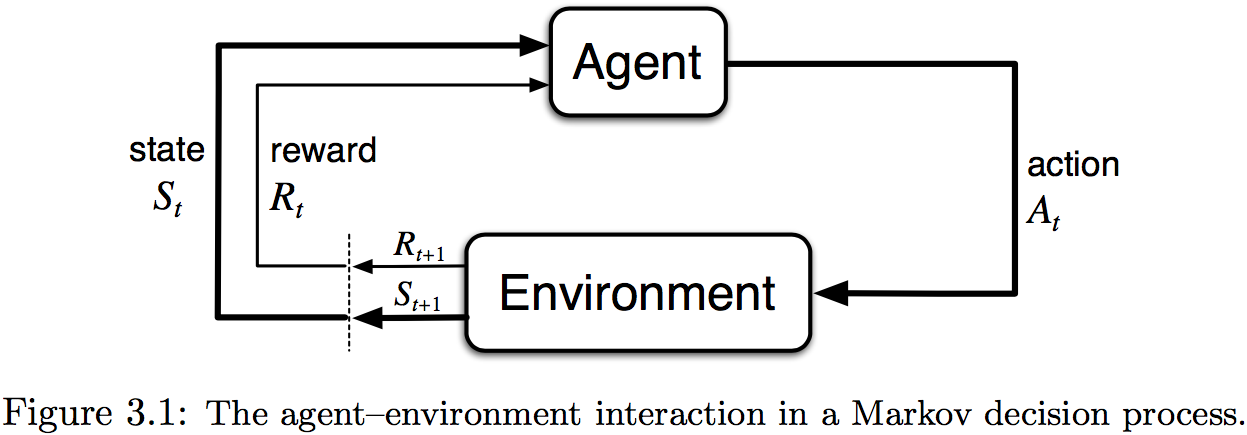 Agent
state
S_t
reward
R_t
action
A_t
R_{t+1}
S_{t+1}
Environment
Figure 3.1: The agent–environment interaction in a Markov decision process.